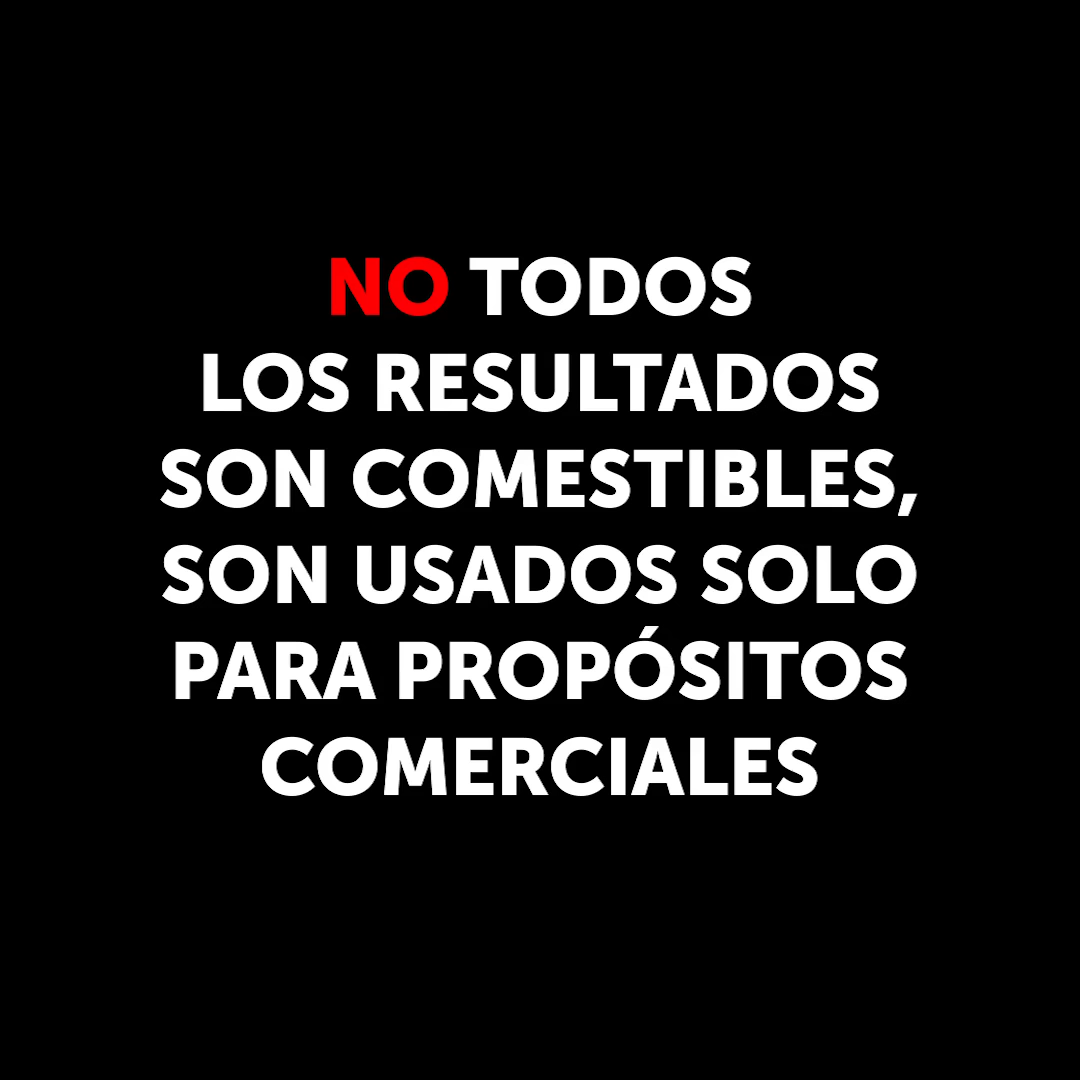 NO TODOS
LOS RESULTADOS
SON COMESTIBLES,
SON USADOS SOLO
PARA PROPÓSITOS
COMERCIALES